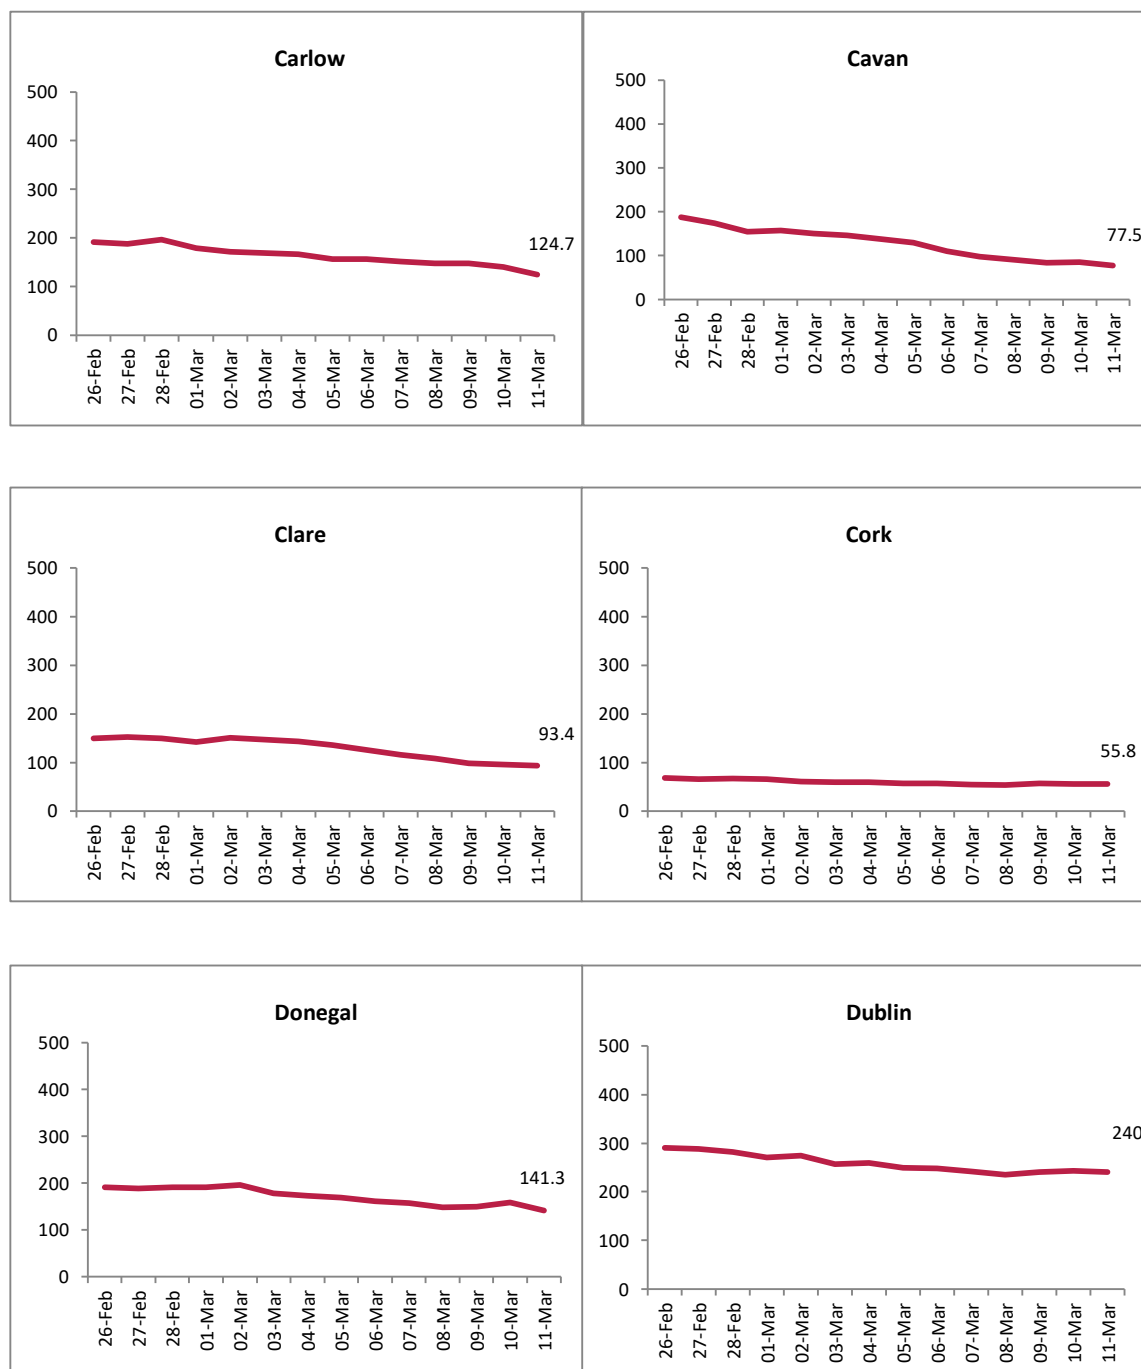 Carlow
500
400
300
200
100
0
124.7
26-Feb
27-Feb
28-Feb
01-Mar
02-Mar
03-Mar
04-Mar
05-Mar
06-Mar
07-Mar
08-Mar
09-Mar
10-Mar
11-Mar
Cavan
500
400
300
200
100
0
77.5
26-Feb
27-Feb
28-Feb
01-Mar
02-Mar
03-Mar
04-Mar
05-Mar
06-Mar
07-Mar
08-Mar
09-Mar
10-Mar
11-Mar
Clare
500
400
300
200
100
0
93.4
26-Feb
27-Feb
28-Feb
01-Mar
02-Mar
03-Mar
04-Mar
05-Mar
06-Mar
07-Mar
08-Mar
09-Mar
10-Mar
11-Mar
Cork
500
400
300
200
100
0
55.8
26-Feb
27-Feb
28-Feb
01-Mar
02-Mar
03-Mar
04-Mar
05-Mar
06-Mar
07-Mar
08-Mar
09-Mar
10-Mar
11-Mar
Donegal
500
400
300
200
100
0
141.3
26-Feb
27-Feb
28-Feb
01-Mar
02-Mar
03-Mar
04-Mar
05-Mar
06-Mar
07-Mar
08-Mar
09-Mar
10-Mar
11-Mar
Dublin
500
400
300
200
100
0
240
26-Feb
27-Feb
28-Feb
01-Mar
02-Mar
03-Mar
04-Mar
05-Mar
06-Mar
07-Mar
08-Mar
09-Mar
10-Mar
11-Mar